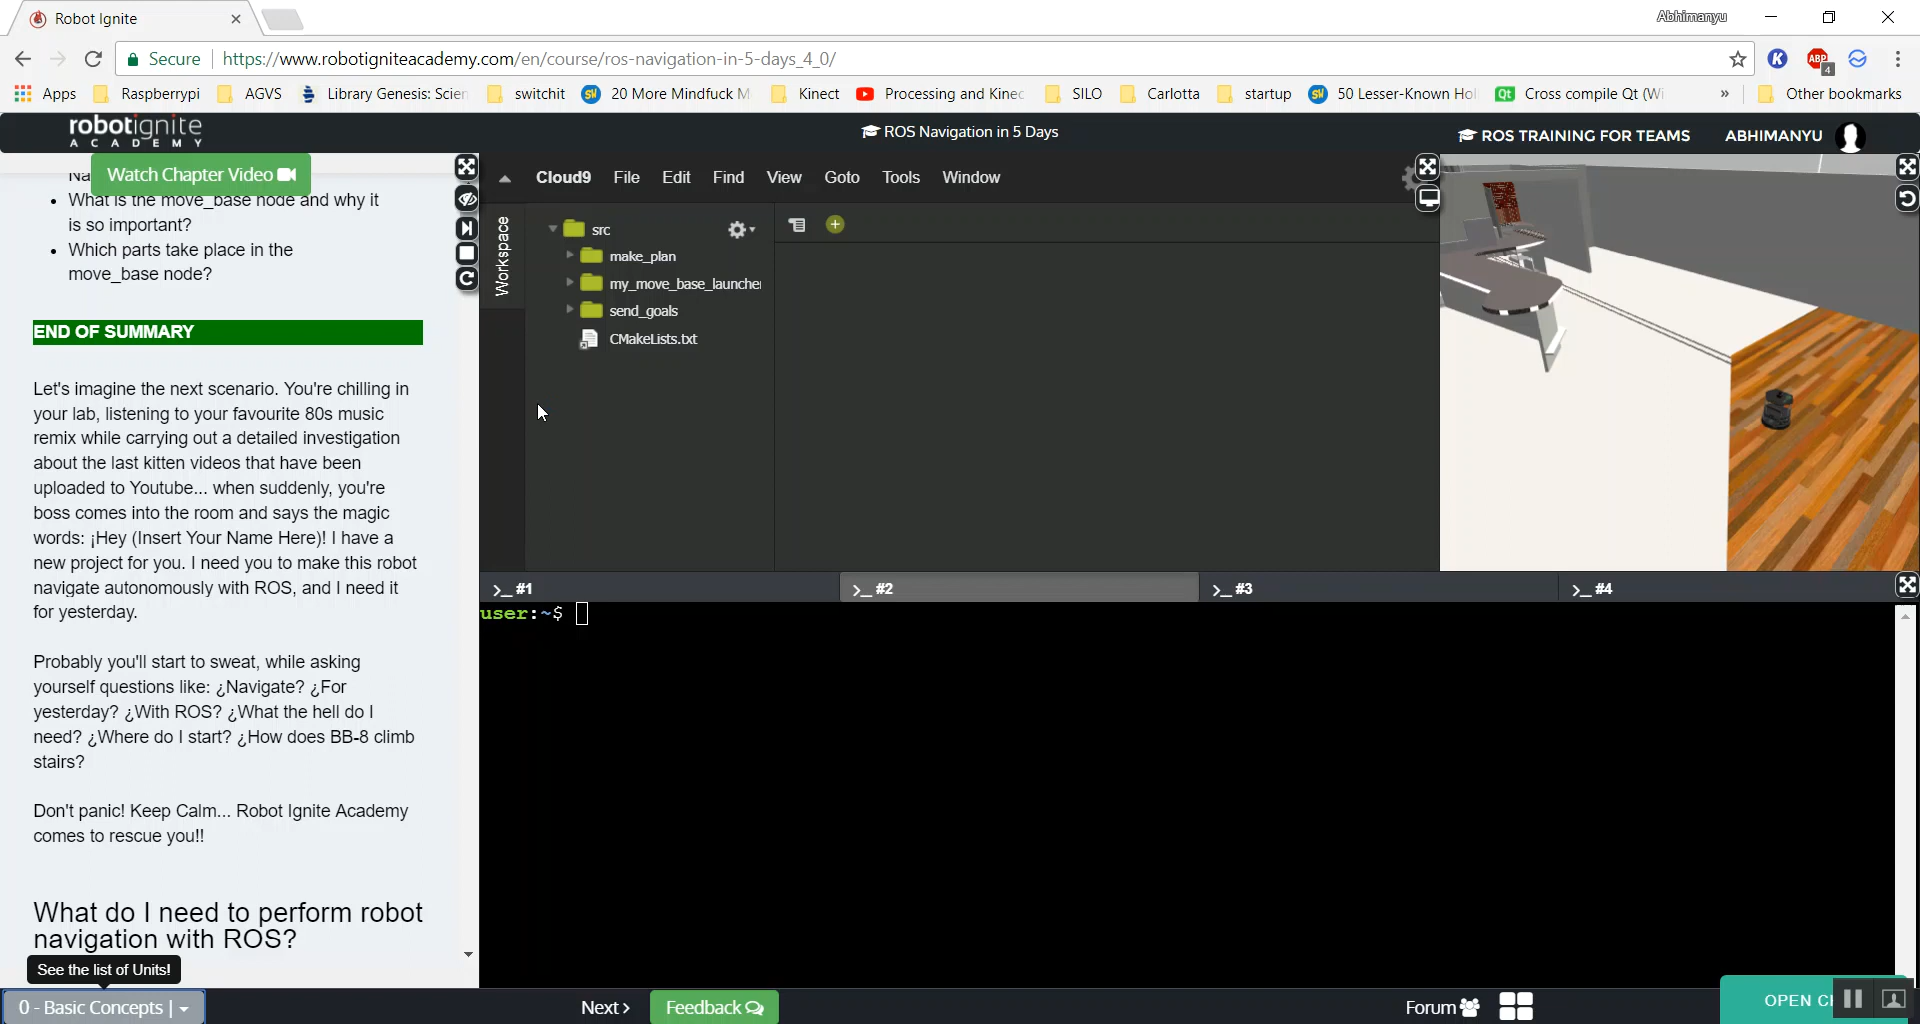 Robot Ignite
Abhimanyu
Secure https://www.robotigniteacademy.com/en/course/ros-navigation-in-5-days_4_0/
ABP
4
Apps Raspberrypi AGVS Library Genesis: Scien switchit 20 More Mindfuck M Kinect Processing and Kinec SILO Carlotta startup 50 Lesser-Known Ho Cross compile Qt (Wi » Other bookmarks
robotignite
ACADEMY
ROS Navigation in 5 Days
ROS TRAINING FOR TEAMS ABHIMANYU
Watch Chapter Video
• What is the move_base node and why it
is so important?
• Which parts take place in the
move_base node?
END OF SUMMARY
Let's imagine the next scenario. You're chilling in
your lab, listening to your favourite 80s music
remix while carrying out a detailed investigation
about the last kitten videos that have been
uploaded to Youtube... when suddenly, you're
boss comes into the room and says the magic
words: ¡Hey (Insert Your Name Here)! I have a
new project for you. I need you to make this robot
navigate autonomously with ROS, and I need it
for yesterday.
Probably you'll start to sweat, while asking
yourself questions like: ¿Navigate? ¿For
yesterday? ¿With ROS? ¿What the hell do I
need? ¿Where do I start? ¿How does BB-8 climb
stairs?
Don't panic! Keep Calm... Robot Ignite Academy
comes to rescue you!!
What do I need to perform robot
navigation with ROS?
See the list of Units!
0 - Basic Concepts |
Cloud9 File Edit Find View Goto Tools Window
Workspace
src
make_plan
my_move_base_launche
send_goals
CMakeLists.txt
>_ #1 >_ #2 >_ #3 >_ #4
user:~$
Next > Feedback Forum
OPEN C